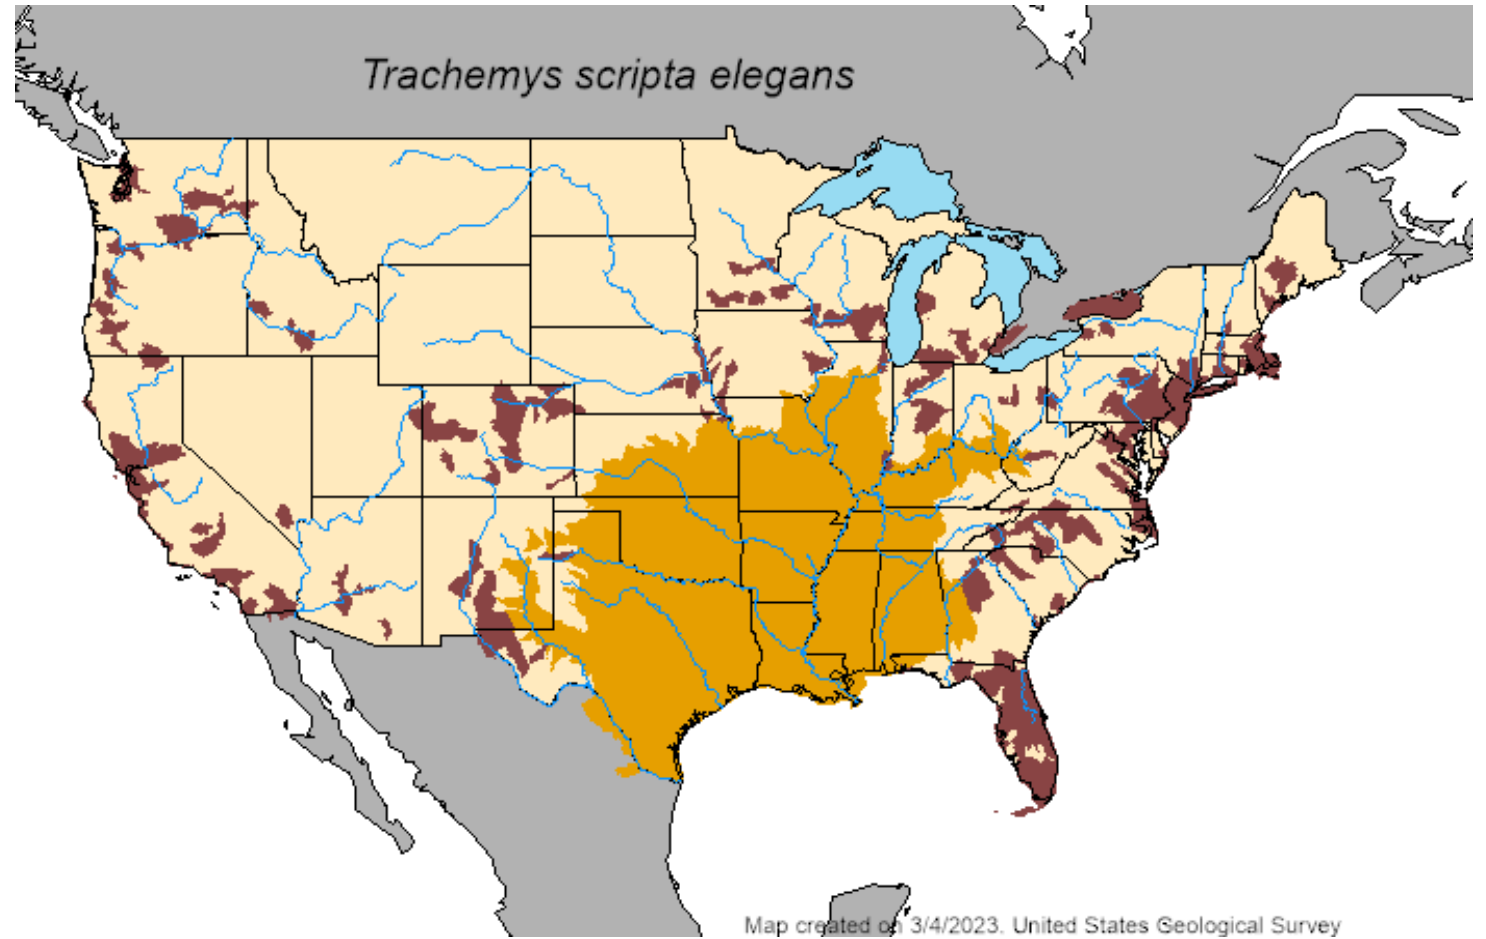 Trachemys scripta elegans
Map created on 3/4/2023. United States Geological Survey